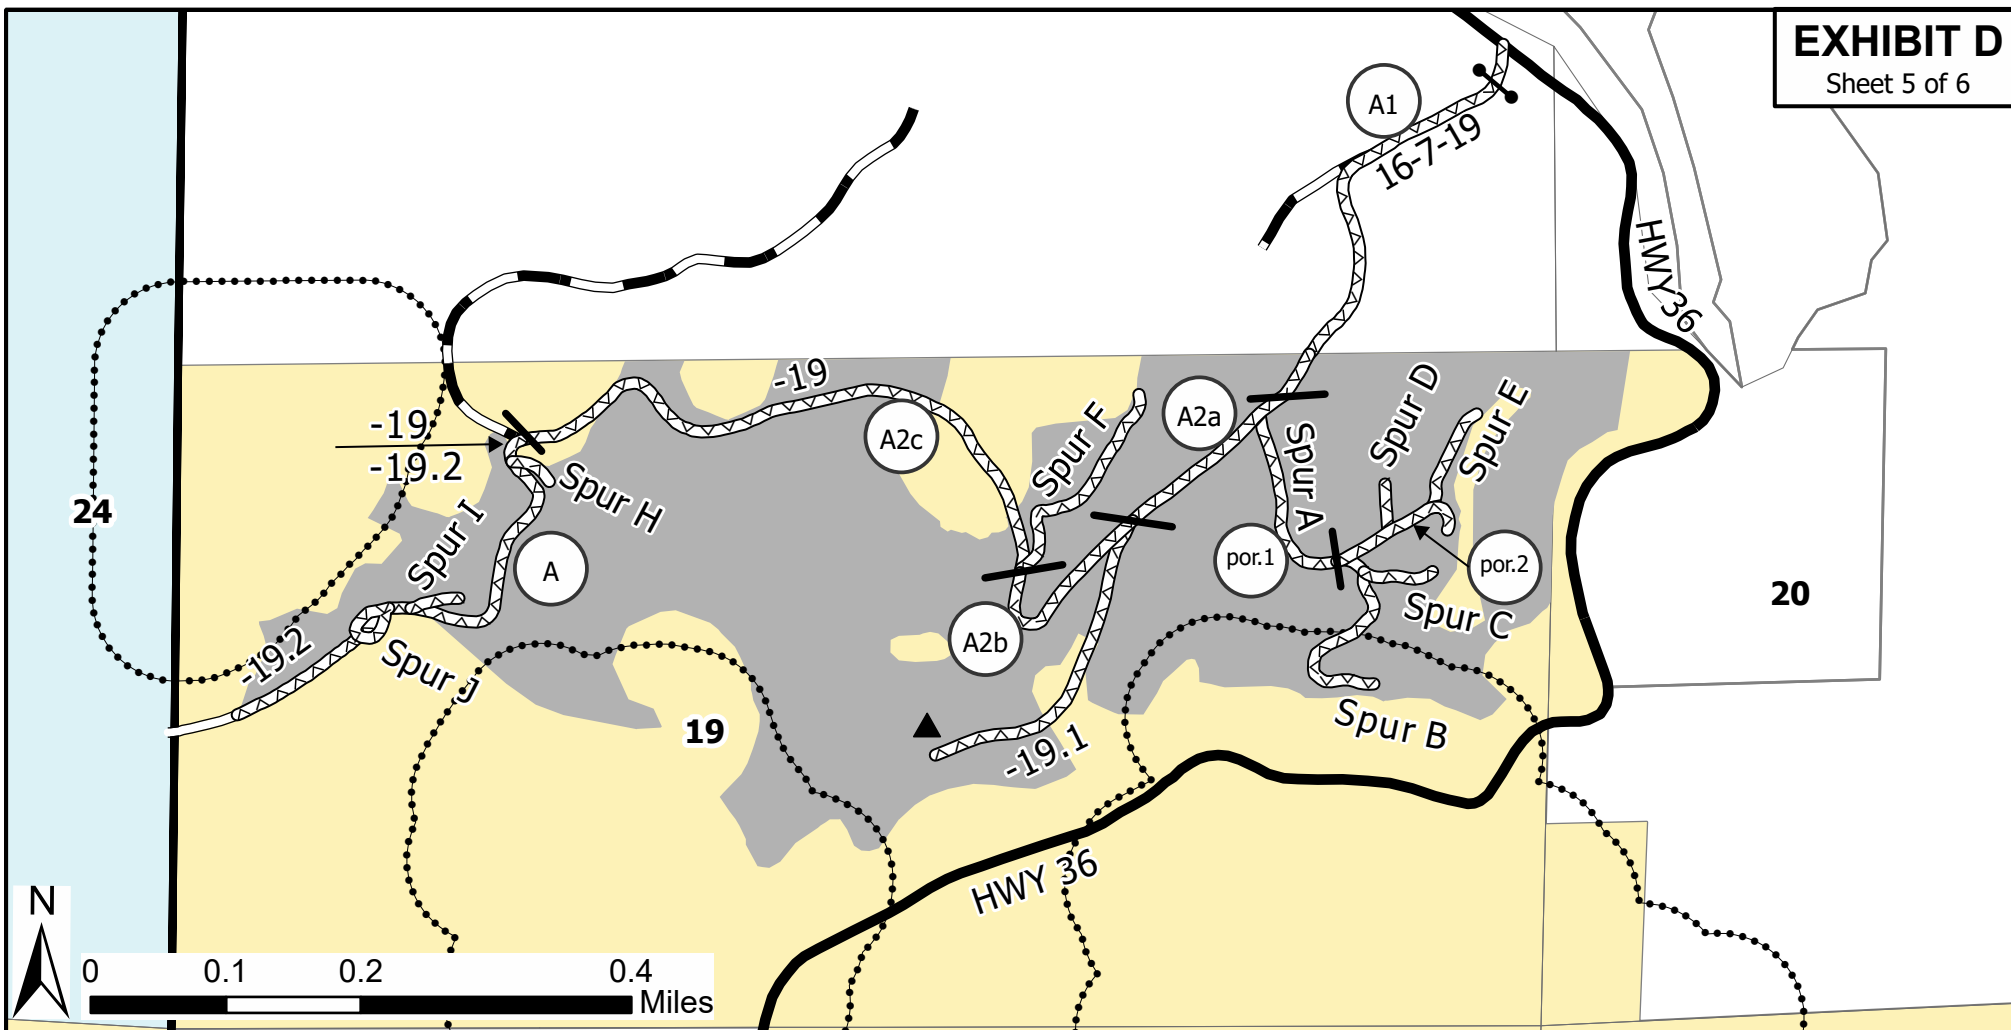 EXHIBIT D
Sheet 5 of 6
A1
16-7-19
HWY 36
-19
Spur D
Spur E
A2a
Spur F
A2c
-19
-19.2
Spur A
Spur H
24
Spur I
A
por.1
por.2
20
Spur C
A2b
-19.2
Spur J
19
Spur B
-19.1
HWY 36
N
0 0.1 0.2 0.4
Miles